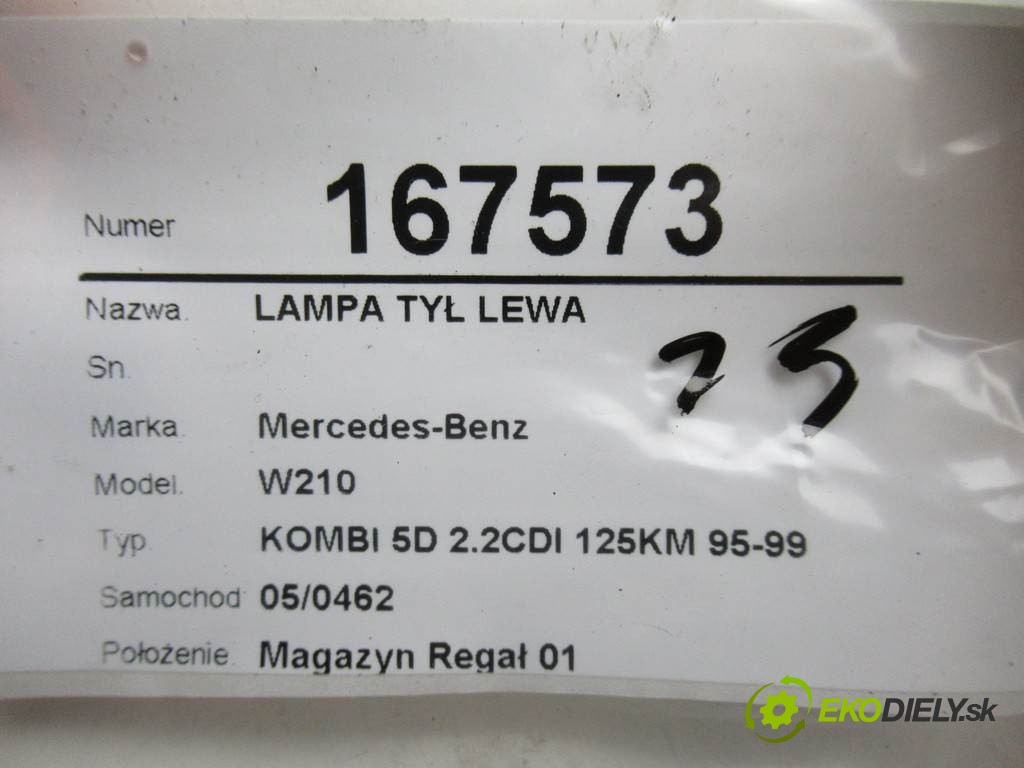 Numer 167573
Nazwa. LAMPA TYŁ LEWA
Sn.
Marka. Mercedes-Benz
Model. W210
Typ. KOMBI 5D 2.2CDI 125KM 95-99
Samochod 05/0462
Położenie. Magazyn Regał 01
EKODIELY.sk